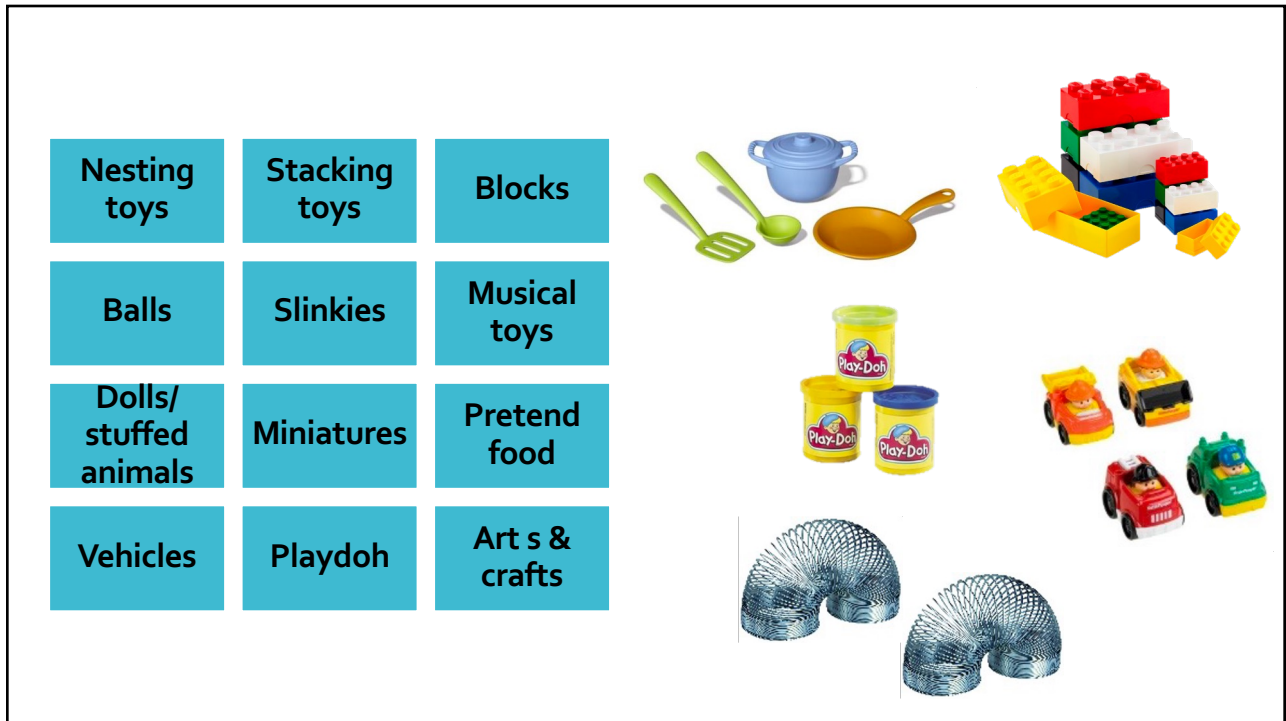 Nesting
toys
Stacking
toys
Blocks
Balls
Slinkies
Musical
toys
Dolls/
stuffed
animals
Miniatures
Pretend
food
Vehicles
Playdoh
Art s &
crafts
Play-Doh
Play-Doh
Play-Doh